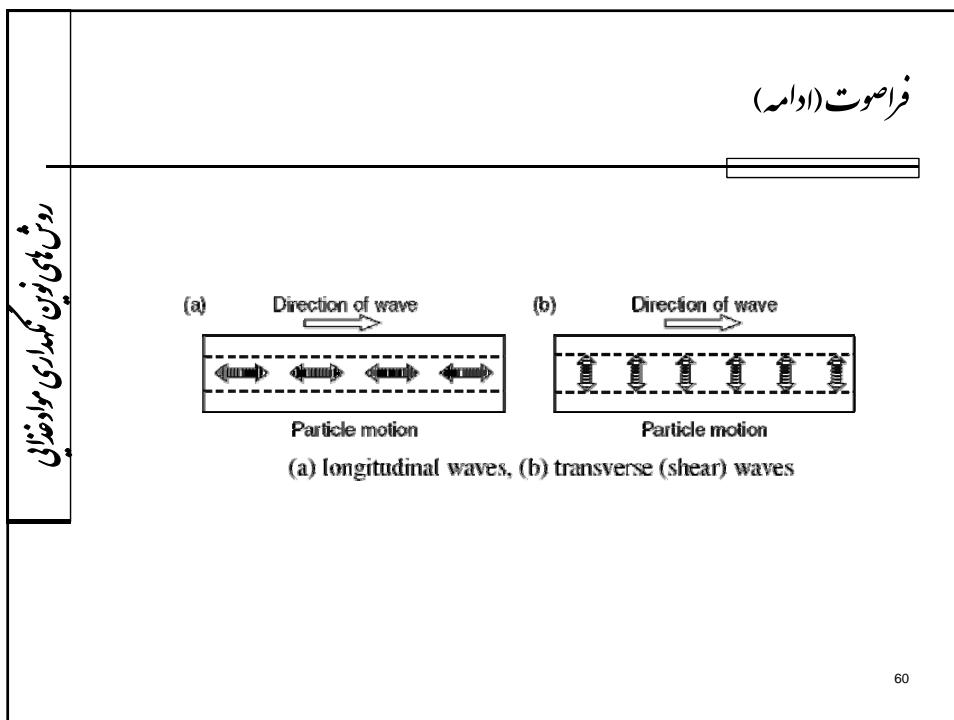 فراصوت (ادامه)
روش های نوین نگهداری مواد غذایی
(a) Direction of wave
(b) Direction of wave
Particle motion
Particle motion
(a) longitudinal waves, (b) transverse (shear) waves
60